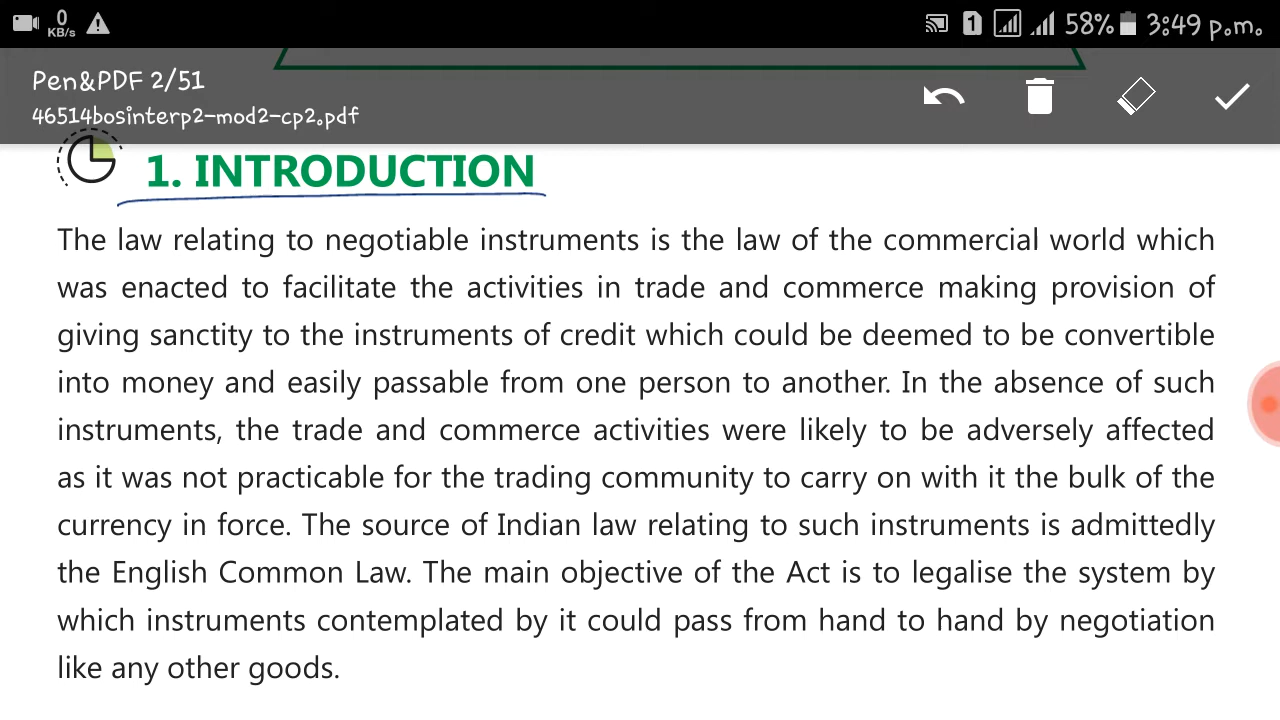 0
KB/s
1
58%
3:49 p.m.
Pen&PDF 2/51
46514bosinterp2-mod2-cp2.pdf
1. INTRODUCTION
The law relating to negotiable instruments is the law of the commercial world which
was enacted to facilitate the activities in trade and commerce making provision of
giving sanctity to the instruments of credit which could be deemed to be convertible
into money and easily passable from one person to another. In the absence of such
instruments, the trade and commerce activities were likely to be adversely affected
as it was not practicable for the trading community to carry on with it the bulk of the
currency in force. The source of Indian law relating to such instruments is admittedly
the English Common Law. The main objective of the Act is to legalise the system by
which instruments contemplated by it could pass from hand to hand by negotiation
like any other goods.